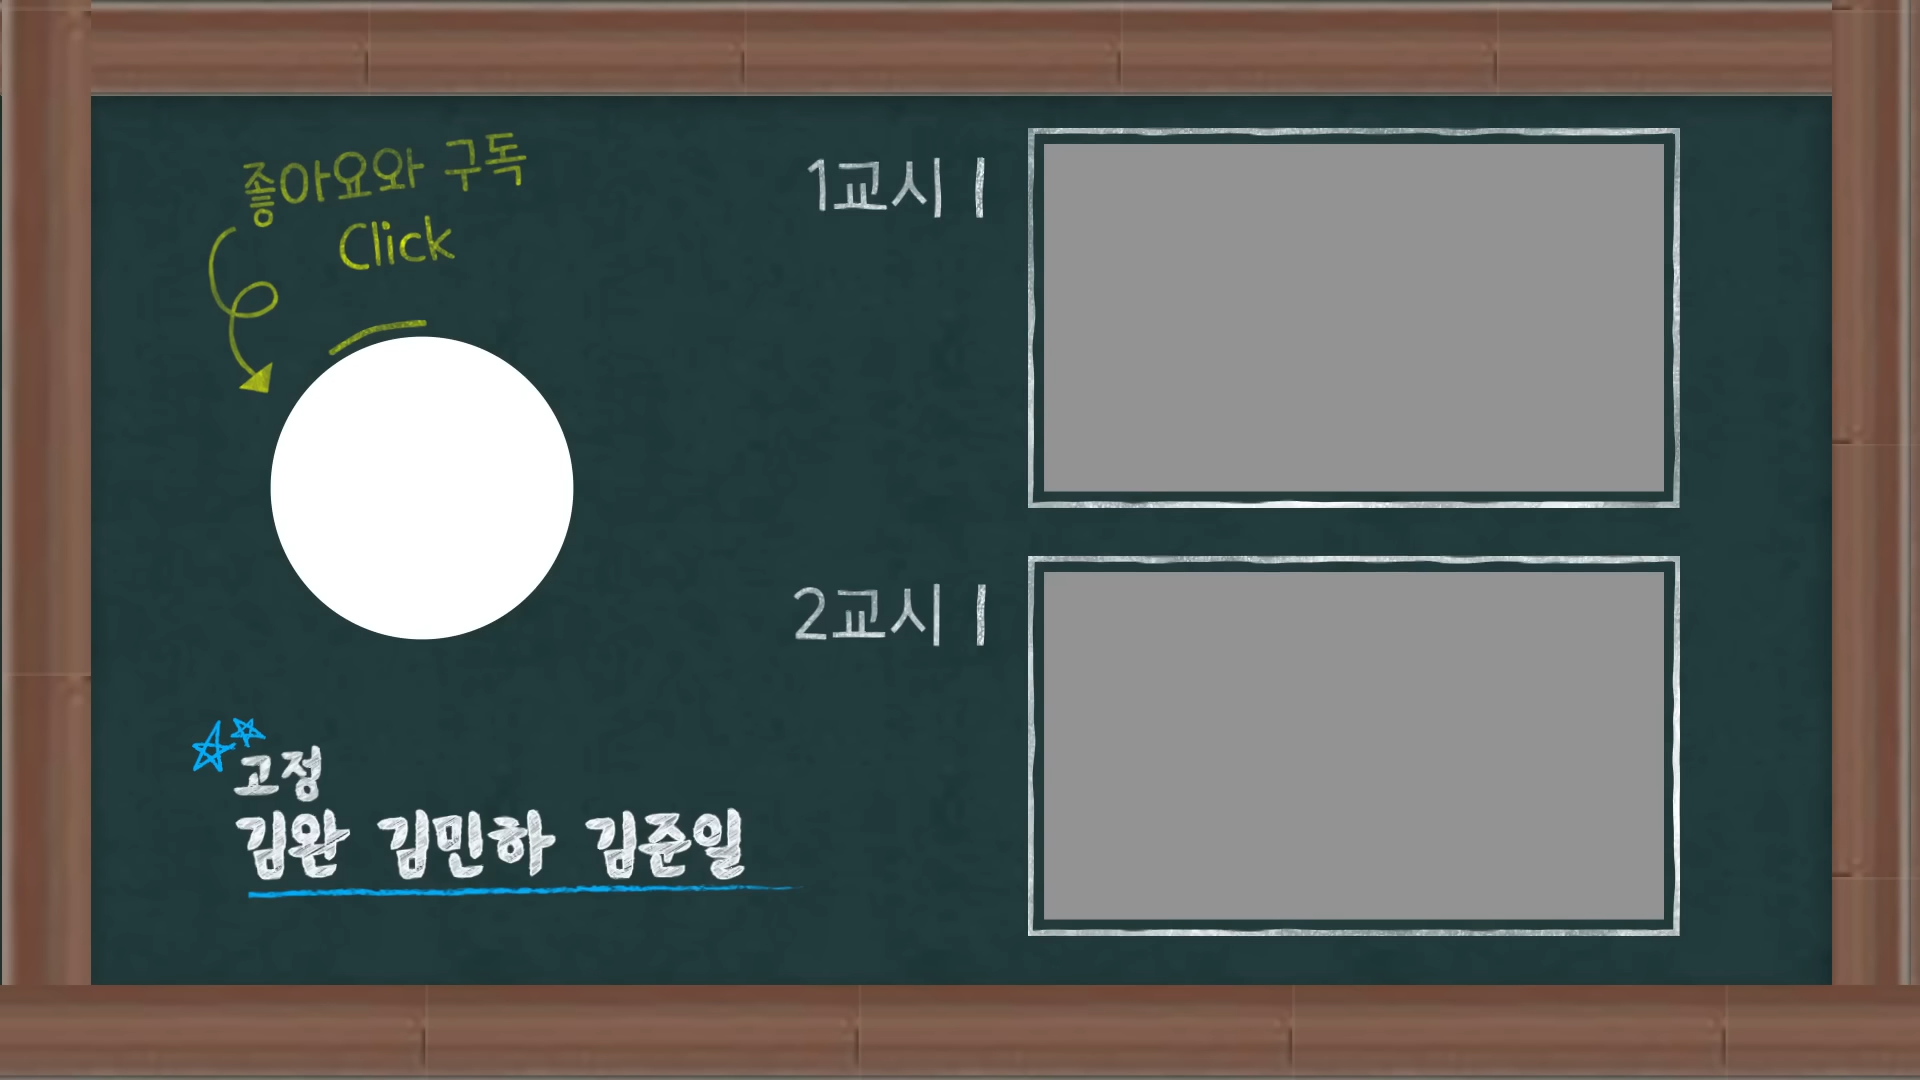 좋아요와 구독
Click
1교시 |
2교시 |
고정
김완 김민하 김준일